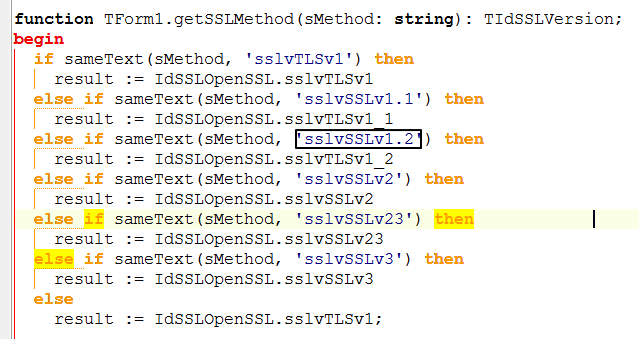 function TForm1.getSSLMethod(sMethod: string): TIdSSLVersion;
begin
  if sameText(sMethod, 'sslvTLSv1') then
    result := IdSSLOpenSSL.sslvTLSv1
  else if sameText(sMethod, 'sslvSSLv1.1') then
    result := IdSSLOpenSSL.sslvTLSv1_1
  else if sameText(sMethod, 'sslvSSLv1.2') then
    result := IdSSLOpenSSL.sslvTLSv1_2
  else if sameText(sMethod, 'sslvSSLv2') then
    result := IdSSLOpenSSL.sslvSSLv2
  else if sameText(sMethod, 'sslvSSLv23') then
    result := IdSSLOpenSSL.sslvSSLv23
  else if sameText(sMethod, 'sslvSSLv3') then
    result := IdSSLOpenSSL.sslvSSLv3
  else
    result := IdSSLOpenSSL.sslvTLSv1;